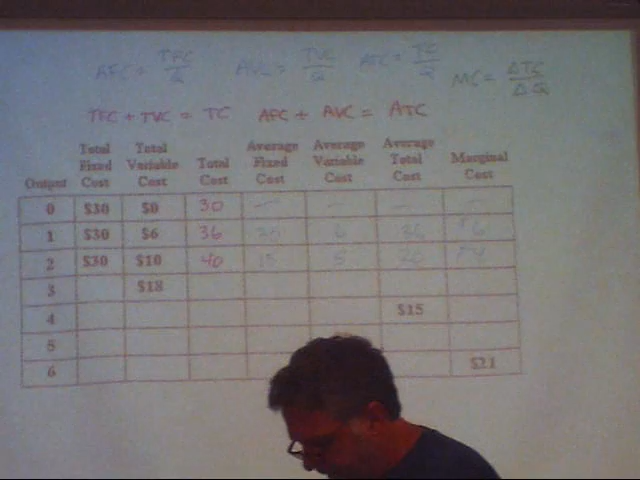 AFC = TFC/Q AVC = TVC/Q ATC = TC/Q MC = ΔTC/ΔQ
TFC + TVC = TC AFC + AVC = ATC
Output Total Fixed Cost Total Variable Cost Total Cost Average Fixed Cost Average Variable Cost Average Total Cost Marginal Cost
0 $30 $0 30 — — — —
1 $30 $6 36 30 6 36 6
2 $30 $10 40 15 5 20 4
3 $18
4 $15
5
6 $21